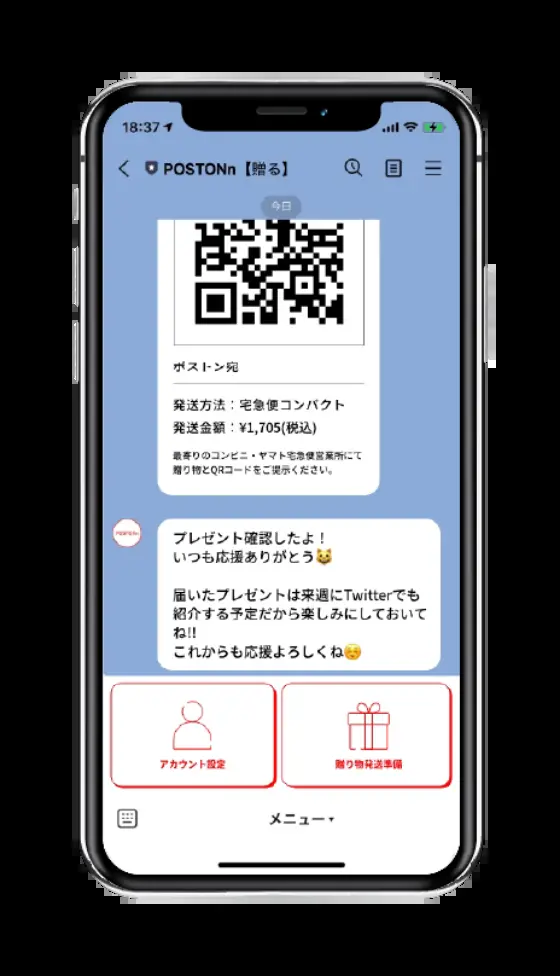 18:37
POSTONn【贈る】
今日
ポストン宛
発送方法：宅急便コンパクト
発送金額：¥1,705(税込)
最寄りのコンビニ・ヤマト宅急便営業所にて
贈り物とQRコードをご提示ください。
POSTONn
プレゼント確認したよ！
いつも応援ありがとう😺
届いたプレゼントは来週にTwitterでも
紹介する予定だから楽しみにしておいて
ね!!
これからも応援よろしくね☺️
アカウント設定
贈り物発送準備
メニュー▾